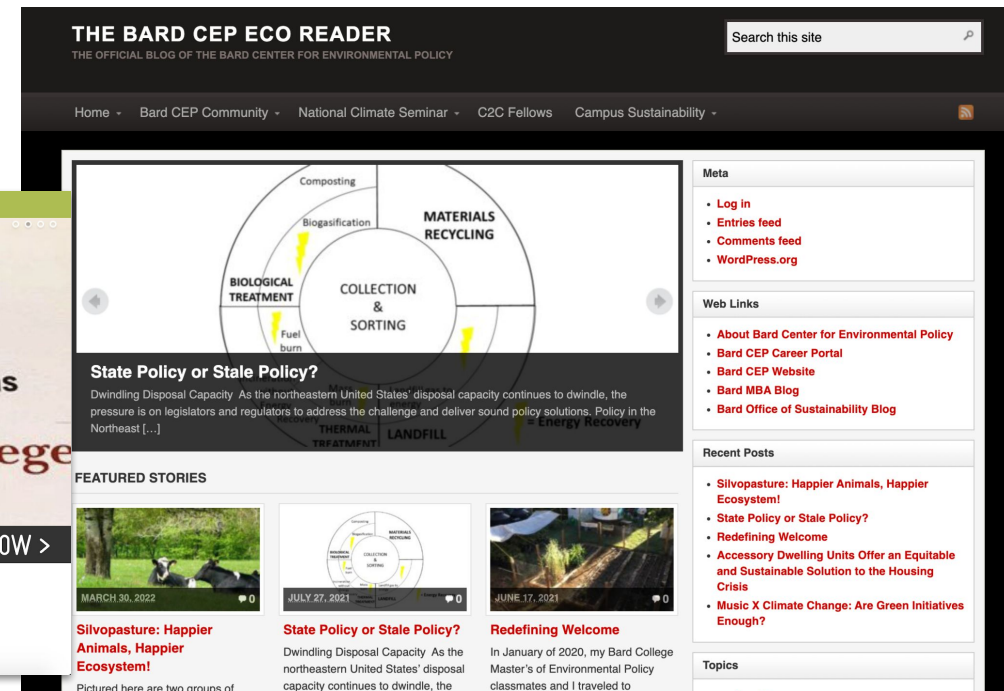 THE BARD CEP ECO READER
THE OFFICIAL BLOG OF THE BARD CENTER FOR ENVIRONMENTAL POLICY
Search this site
Home
Bard CEP Community
National Climate Seminar
C2C Fellows
Campus Sustainability
Composting
Biogasification
MATERIALS
RECYCLING
BIOLOGICAL
TREATMENT
COLLECTION
&
SORTING
Fuel
burn
State Policy or Stale Policy?
Dwindling Disposal Capacity As the northeastern United States' disposal capacity continues to dwindle, the
pressure is on legislators and regulators to address the challenge and deliver sound policy solutions. Policy in the
Northeast […]
Recovery
THERMAL
TREATMENT
LANDFILL
= Energy Recovery
FEATURED STORIES
MARCH 30, 2022
0
Silvopasture: Happier
Animals, Happier
Ecosystem!
Pictured here are two groups of
JULY 27, 2021
0
State Policy or Stale Policy?
Dwindling Disposal Capacity As the
northeastern United States' disposal
capacity continues to dwindle, the
JUNE 17, 2021
0
Redefining Welcome
In January of 2020, my Bard College
Master's of Environmental Policy
classmates and I traveled to
Meta
Log in
Entries feed
Comments feed
WordPress.org
Web Links
About Bard Center for Environmental Policy
Bard CEP Career Portal
Bard CEP Website
Bard MBA Blog
Bard Office of Sustainability Blog
Recent Posts
Silvopasture: Happier Animals, Happier
Ecosystem!
State Policy or Stale Policy?
Redefining Welcome
Accessory Dwelling Units Offer an Equitable
and Sustainable Solution to the Housing
Crisis
Music X Climate Change: Are Green Initiatives
Enough?
Topics
s
ege
OW >